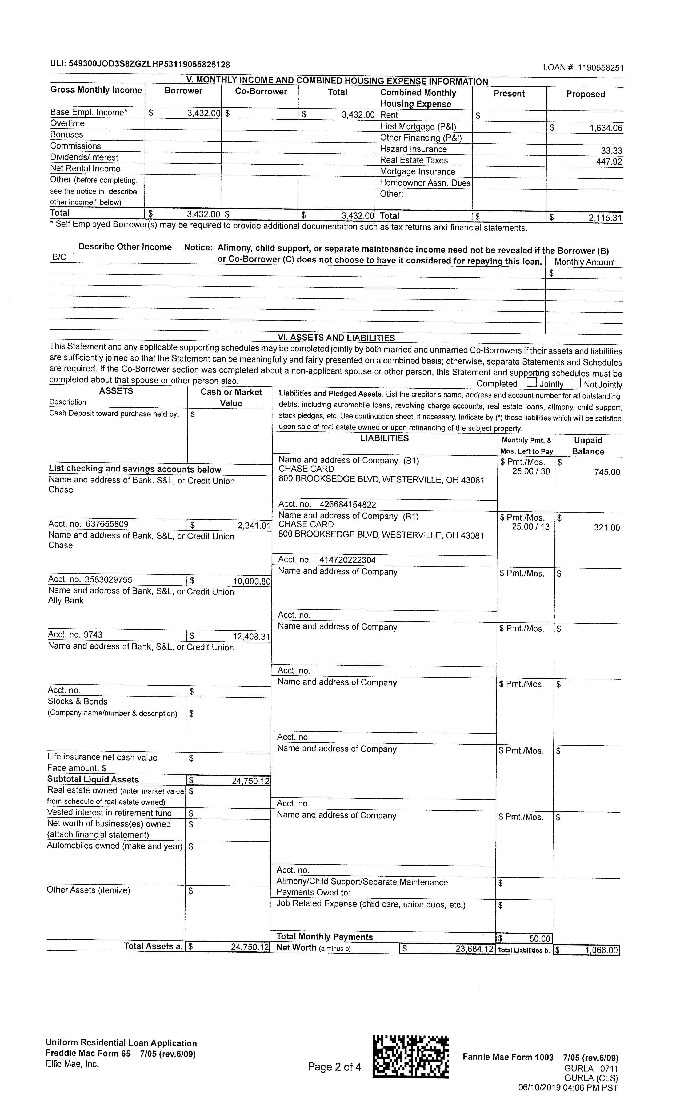 ULI: 549300JOD3S8ZGZLHP53119055825128
LOAN #: 1190558251
V. MONTHLY INCOME AND COMBINED HOUSING EXPENSE INFORMATION
Gross Monthly Income Borrower Co-Borrower Total Combined Monthly Housing Expense Present Proposed
Base Empl. Income* $ 3,432.00 $ $ 3,432.00 Rent $
Overtime First Mortgage (P&I) $ 1,634.06
Bonuses Other Financing (P&I)
Commissions Hazard Insurance 33.33
Dividends/Interest Real Estate Taxes 447.92
Net Rental Income Mortgage Insurance
Other (before completing, Homeowner Assn. Dues
see the notice in "describe Other:
other income," below)
Total $ 3,432.00 $ $ 3,432.00 Total $ $ 2,115.31
* Self Employed Borrower(s) may be required to provide additional documentation such as tax returns and financial statements.
Describe Other Income Notice: Alimony, child support, or separate maintenance income need not be revealed if the Borrower (B)
B/C or Co-Borrower (C) does not choose to have it considered for repaying this loan. Monthly Amount
$
VI. ASSETS AND LIABILITIES
This Statement and any applicable supporting schedules may be completed jointly by both married and unmarried Co-Borrowers if their assets and liabilities
are sufficiently joined so that the Statement can be meaningfully and fairly presented on a combined basis; otherwise, separate Statements and Schedules
are required. If the Co-Borrower section was completed about a non-applicant spouse or other person, this Statement and supporting schedules must be
completed about that spouse or other person also.
Completed Jointly Not Jointly
ASSETS
Description
Cash or Market Value
Cash Deposit toward purchase held by: $
List checking and savings accounts below
Name and address of Bank, S&L, or Credit Union
Chase
Acct. no. 637655809 $ 2,341.01
Name and address of Bank, S&L, or Credit Union
Chase
Acct. no. 3583029755 $ 10,000.80
Name and address of Bank, S&L, or Credit Union
Ally Bank
Acct. no. 9743 $ 12,408.31
Name and address of Bank, S&L, or Credit Union
Acct. no. $
Stocks & Bonds
(Company name/number & description) $
Life insurance net cash value $
Face amount: $
Subtotal Liquid Assets $ 24,750.12
Real estate owned (enter market value $
from schedule of real estate owned)
Vested interest in retirement fund $
Net worth of business(es) owned $
(attach financial statement)
Automobiles owned (make and year) $
Other Assets (itemize) $
Total Assets a. $ 24,750.12
Liabilities and Pledged Assets. List the creditor's name, address and account number for all outstanding
debts, including automobile loans, revolving charge accounts, real estate loans, alimony, child support,
stock pledges, etc. Use continuation sheet, if necessary. Indicate by (*) those liabilities which will be satisfied
upon sale of real estate owned or upon refinancing of the subject property.
LIABILITIES Monthly Pmt. & Mos. Left to Pay Unpaid Balance
Name and address of Company (B1) $ Pmt./Mos. $
CHASE CARD 25.00 / 30 745.00
800 BROOKSEDGE BLVD, WESTERVILLE, OH 43081
Acct. no. 426684154822
Name and address of Company (B1) $ Pmt./Mos. $
CHASE CARD 25.00 / 13 321.00
800 BROOKSEDGE BLVD, WESTERVILLE, OH 43081
Acct. no. 414720222304
Name and address of Company $ Pmt./Mos. $
Acct. no.
Name and address of Company $ Pmt./Mos. $
Acct. no.
Name and address of Company $ Pmt./Mos. $
Acct. no.
Name and address of Company $ Pmt./Mos. $
Acct. no.
Name and address of Company $ Pmt./Mos. $
Acct. no.
Alimony/Child Support/Separate Maintenance $
Payments Owed to:
Job Related Expense (child care, union dues, etc.) $
Total Monthly Payments $ 50.00
Net Worth (a minus b) $ 23,684.12 Total Liabilities b. $ 1,066.00
Uniform Residential Loan Application
Freddie Mac Form 65 7/05 (rev.6/09)
Ellie Mae, Inc.
Page 2 of 4
Fannie Mae Form 1003 7/05 (rev.6/09)
GURLA 0711
GURLA (CLS)
06/10/2019 04:06 PM PST